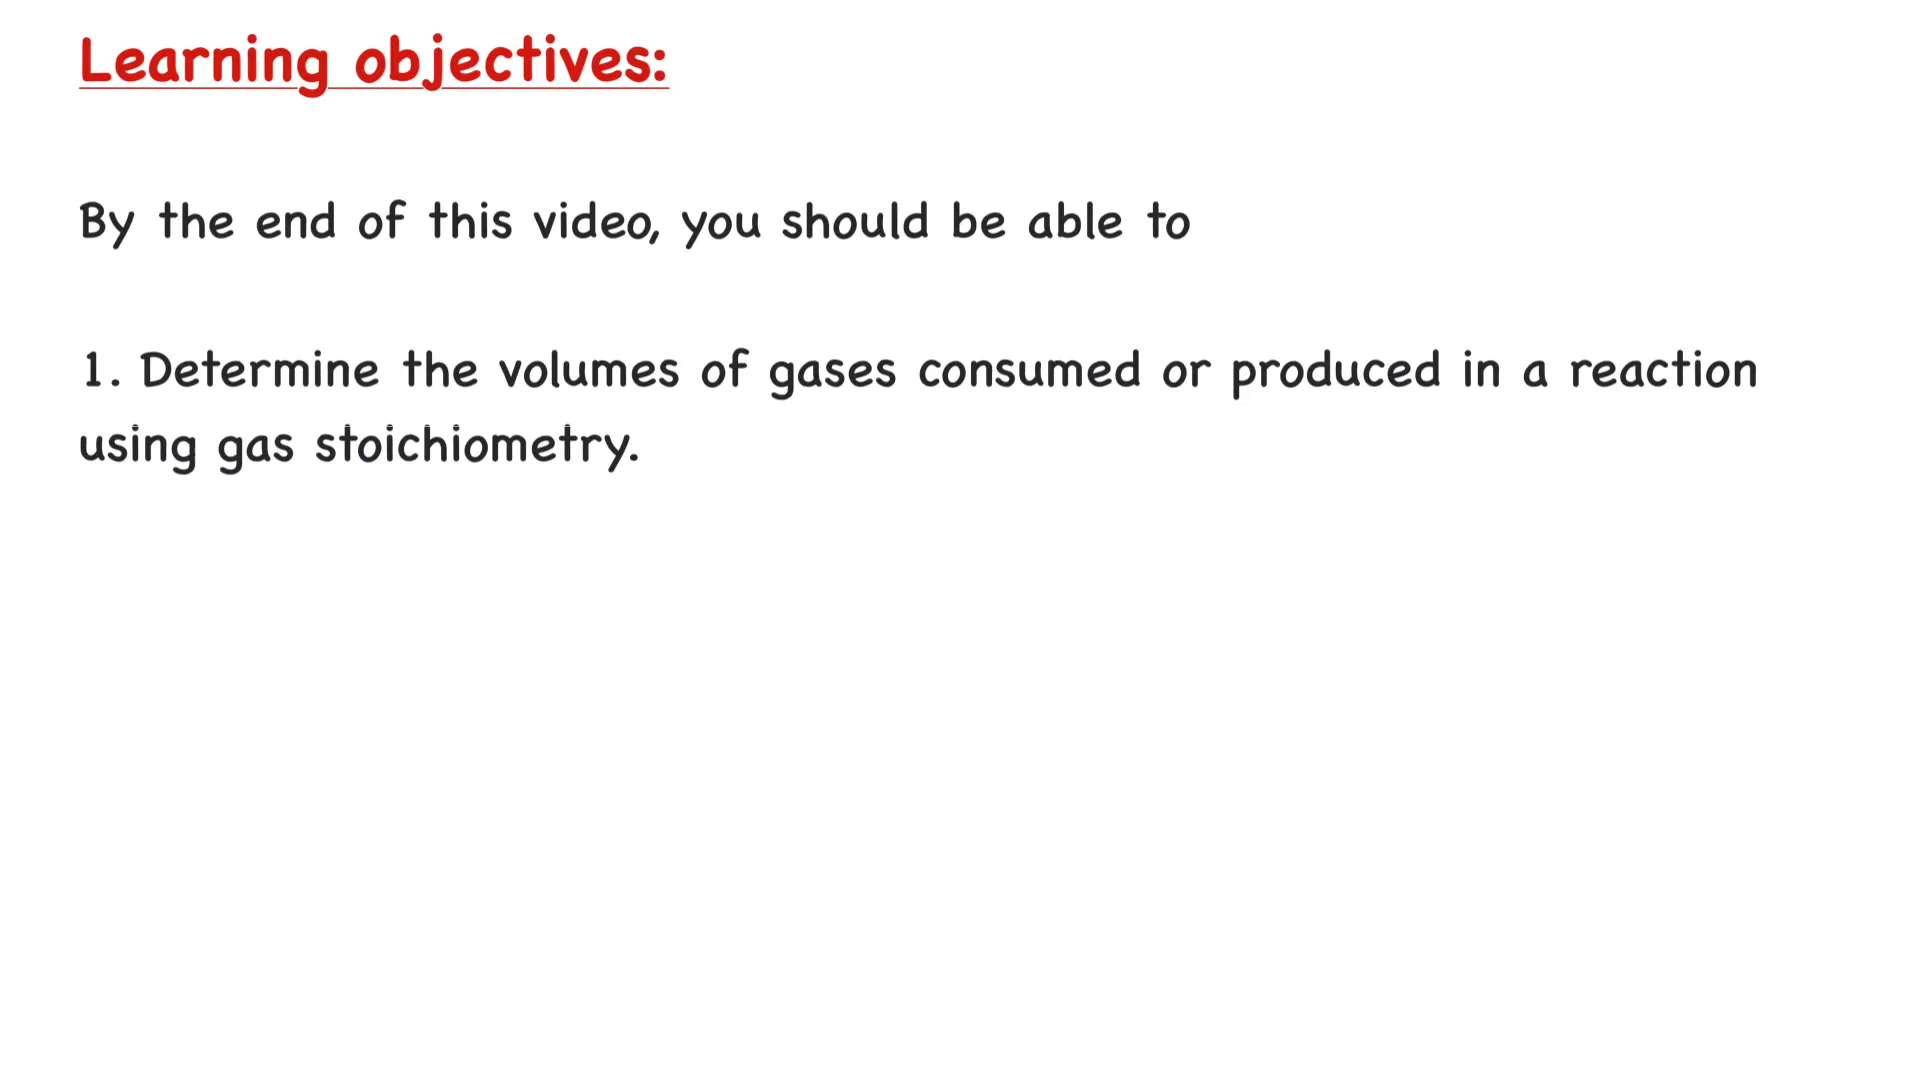 Learning objectives:
By the end of this video, you should be able to
1. Determine the volumes of gases consumed or produced in a reaction
using gas stoichiometry.